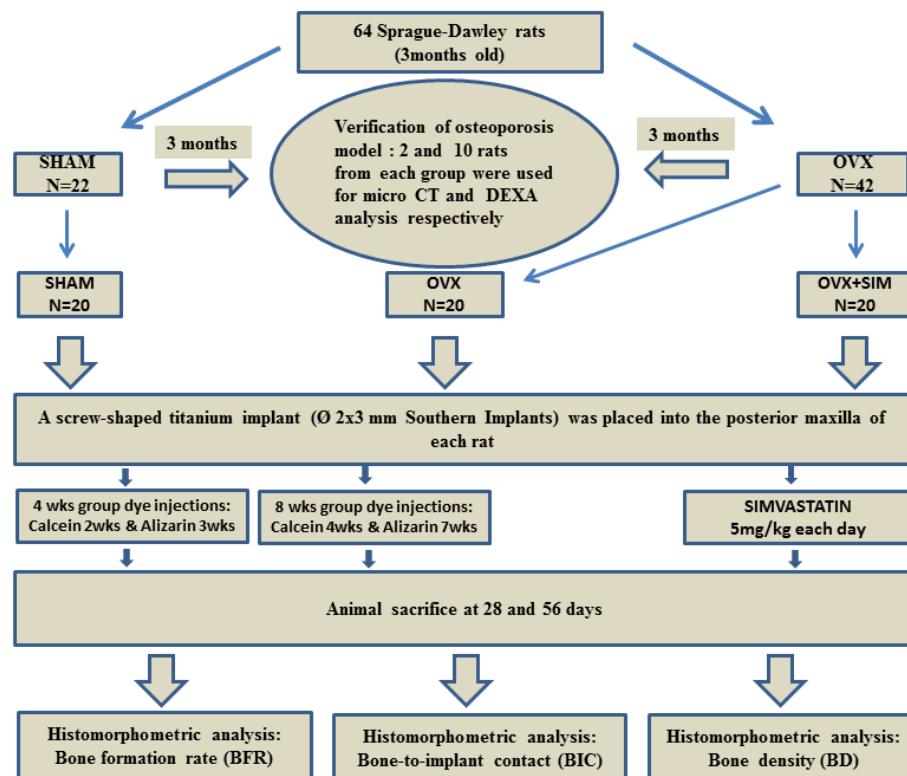 64 Sprague-Dawley rats
(3months old)
3 months
Verification of osteoporosis
model : 2 and 10 rats
from each group were used
for micro CT and DEXA
analysis respectively
3 months
SHAM
N=22
OVX
N=42
SHAM
N=20
OVX
N=20
OVX+SIM
N=20
A screw-shaped titanium implant (Ø 2x3 mm Southern Implants) was placed into the posterior maxilla of
each rat
4 wks group dye injections:
Calcein 2wks & Alizarin 3wks
8 wks group dye injections:
Calcein 4wks & Alizarin 7wks
SIMVASTATIN
5mg/kg each day
Animal sacrifice at 28 and 56 days
Histomorphometric analysis:
Bone formation rate (BFR)
Histomorphometric analysis:
Bone-to-implant contact (BIC)
Histomorphometric analysis:
Bone density (BD)